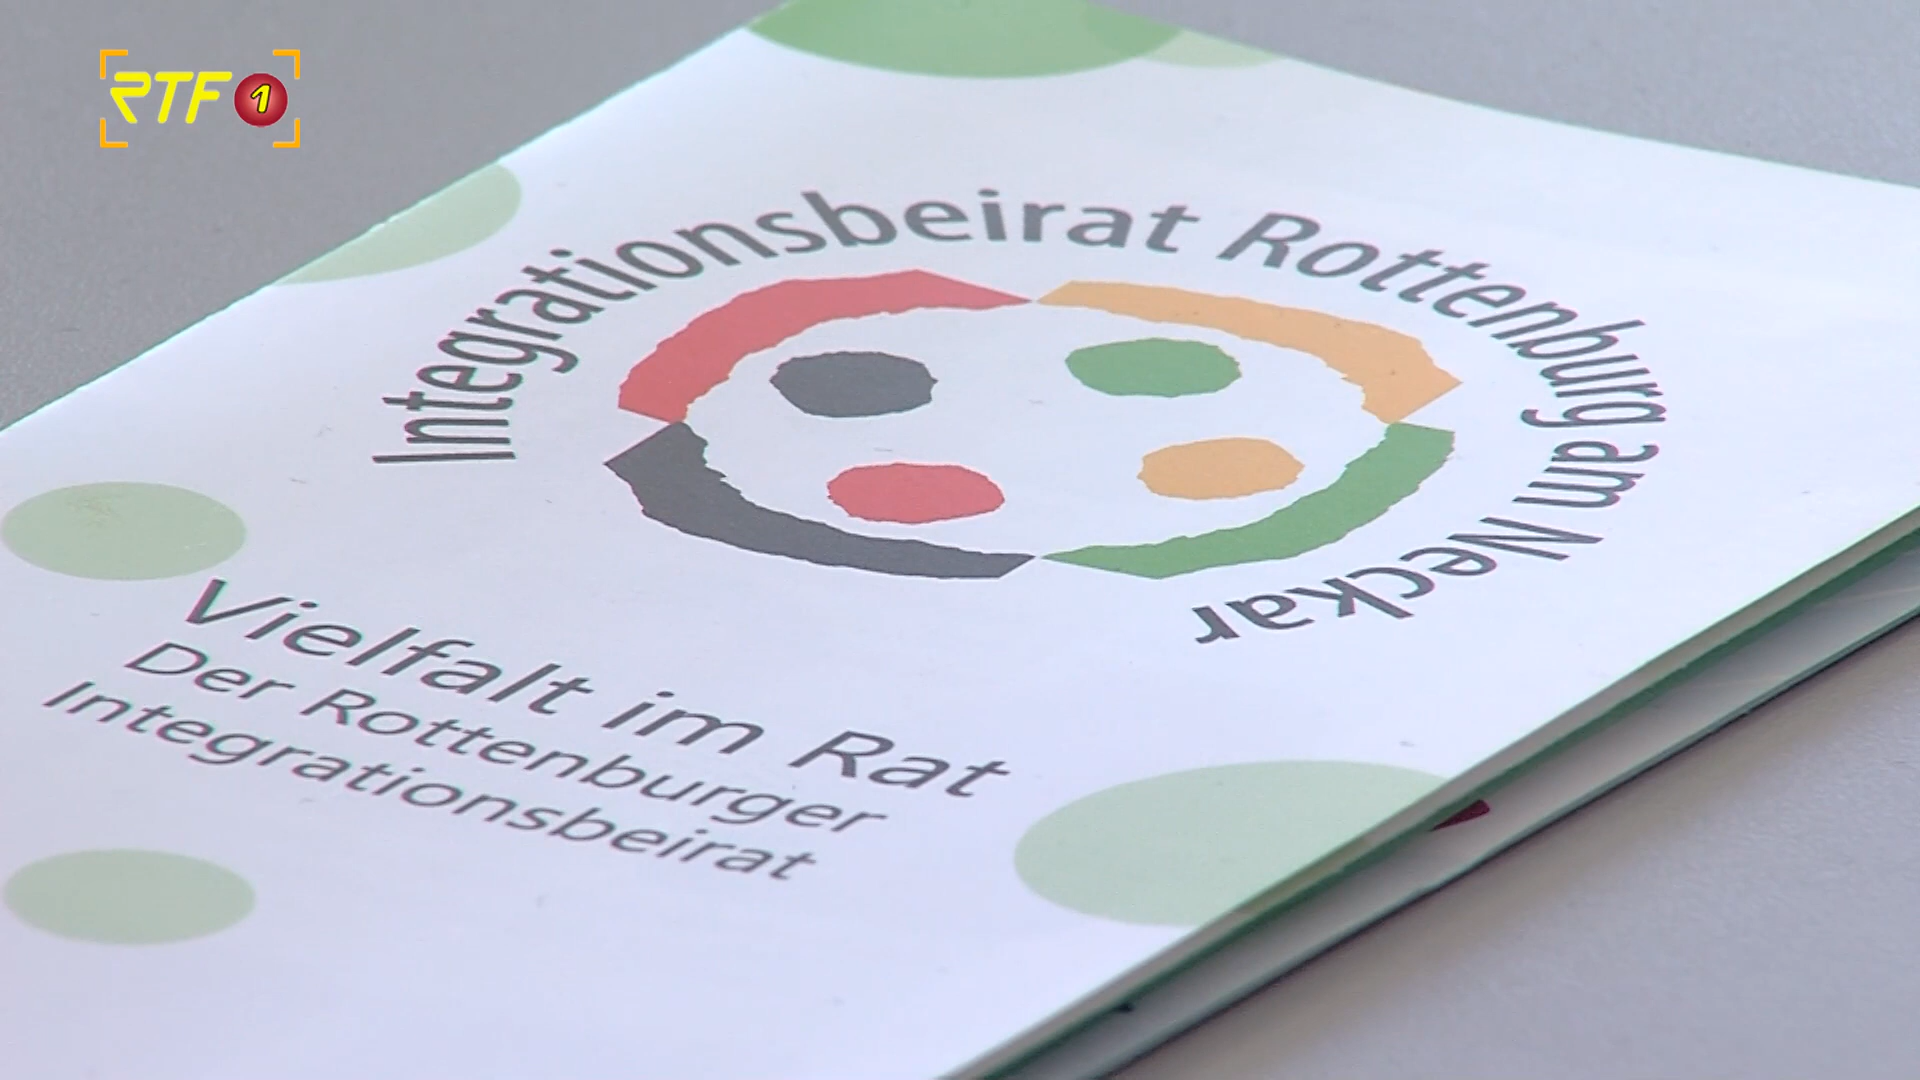 RTF 1
Integrationsbeirat Rottenburg am Neckar
Vielfalt im Rat
Der Rottenburger
Integrationsbeirat